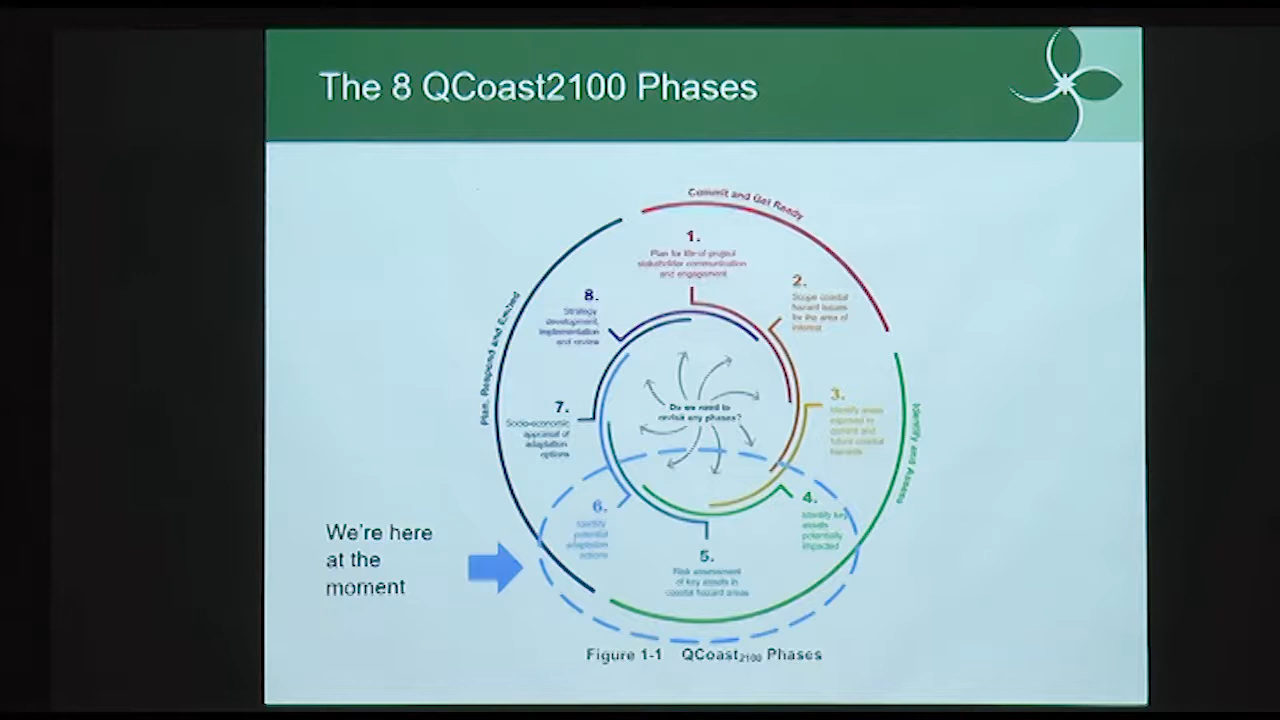 The 8 QCoast2100 Phases
Commit and Get Ready
1.
Plan for life-of-project
stakeholder communication
and engagement
2.
Scope coastal
hazard issues
for the area of
interest
8.
Strategy
development,
implementation
and review
Plan, Respond and Embed
3.
Identify areas
exposed to
current and
future coastal
hazards
Do we need to
revisit any phases?
7.
Socio-economic
appraisal of
adaptation
options
Identify and Assess
4.
Identify key
assets
potentially
impacted
6.
Identify
potential
adaptation
actions
5.
Risk assessment
of key assets in
coastal hazard areas
We're here
at the
moment
Figure 1-1 QCoast2100 Phases